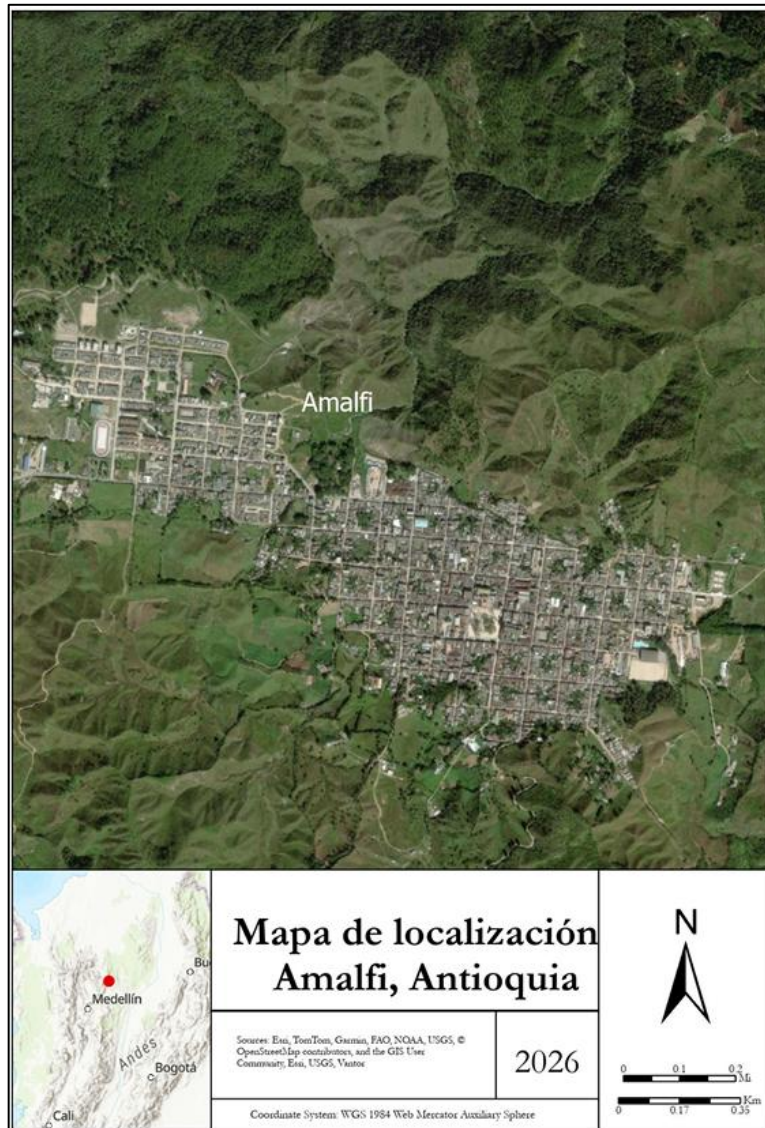 Amalfi
Bu
Medellín
Andes
Bogotá
Cali
Mapa de localización
Amalfi, Antioquia
Sources: Esri, TomTom, Garmin, FAO, NOAA, USGS, ©
OpenStreetMap contributors, and the GIS User
Community, Esri, USGS, Vantor
2026
Coordinate System: WGS 1984 Web Mercator Auxiliary Sphere
N
0 0.1 0.2
Mi
Km
0 0.17 0.35